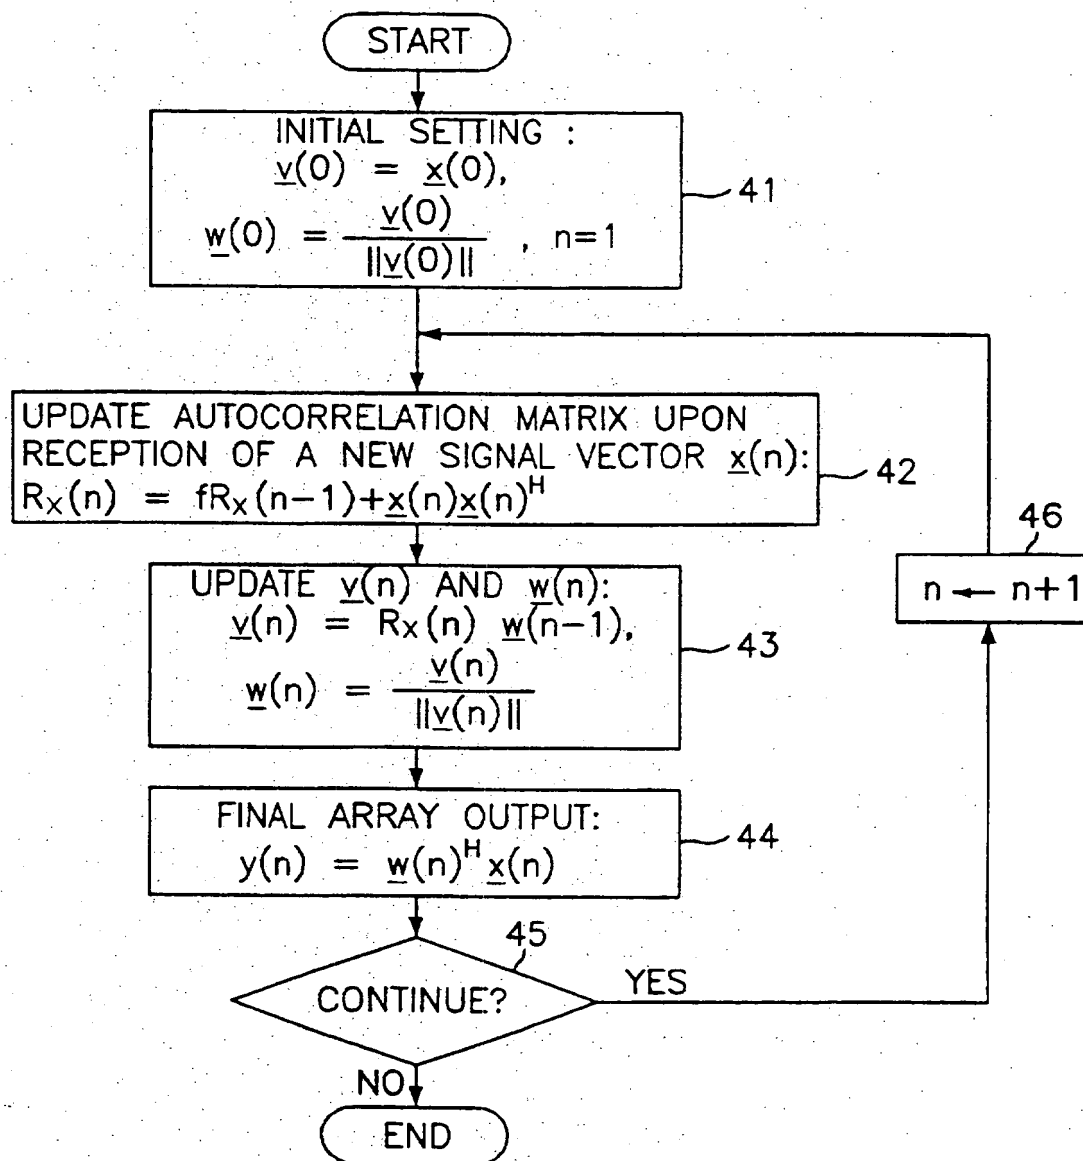 START
INITIAL SETTING :
v(0) = x(0),
w(0) = v(0) / ||v(0)|| , n=1
41
UPDATE AUTOCORRELATION MATRIX UPON
RECEPTION OF A NEW SIGNAL VECTOR x(n):
Rx(n) = fRx(n-1)+x(n)x(n)^H
42
46
n ← n+1
UPDATE v(n) AND w(n):
v(n) = Rx(n) w(n-1),
w(n) = v(n) / ||v(n)||
43
FINAL ARRAY OUTPUT:
y(n) = w(n)^H x(n)
44
45
CONTINUE?
YES
NO
END